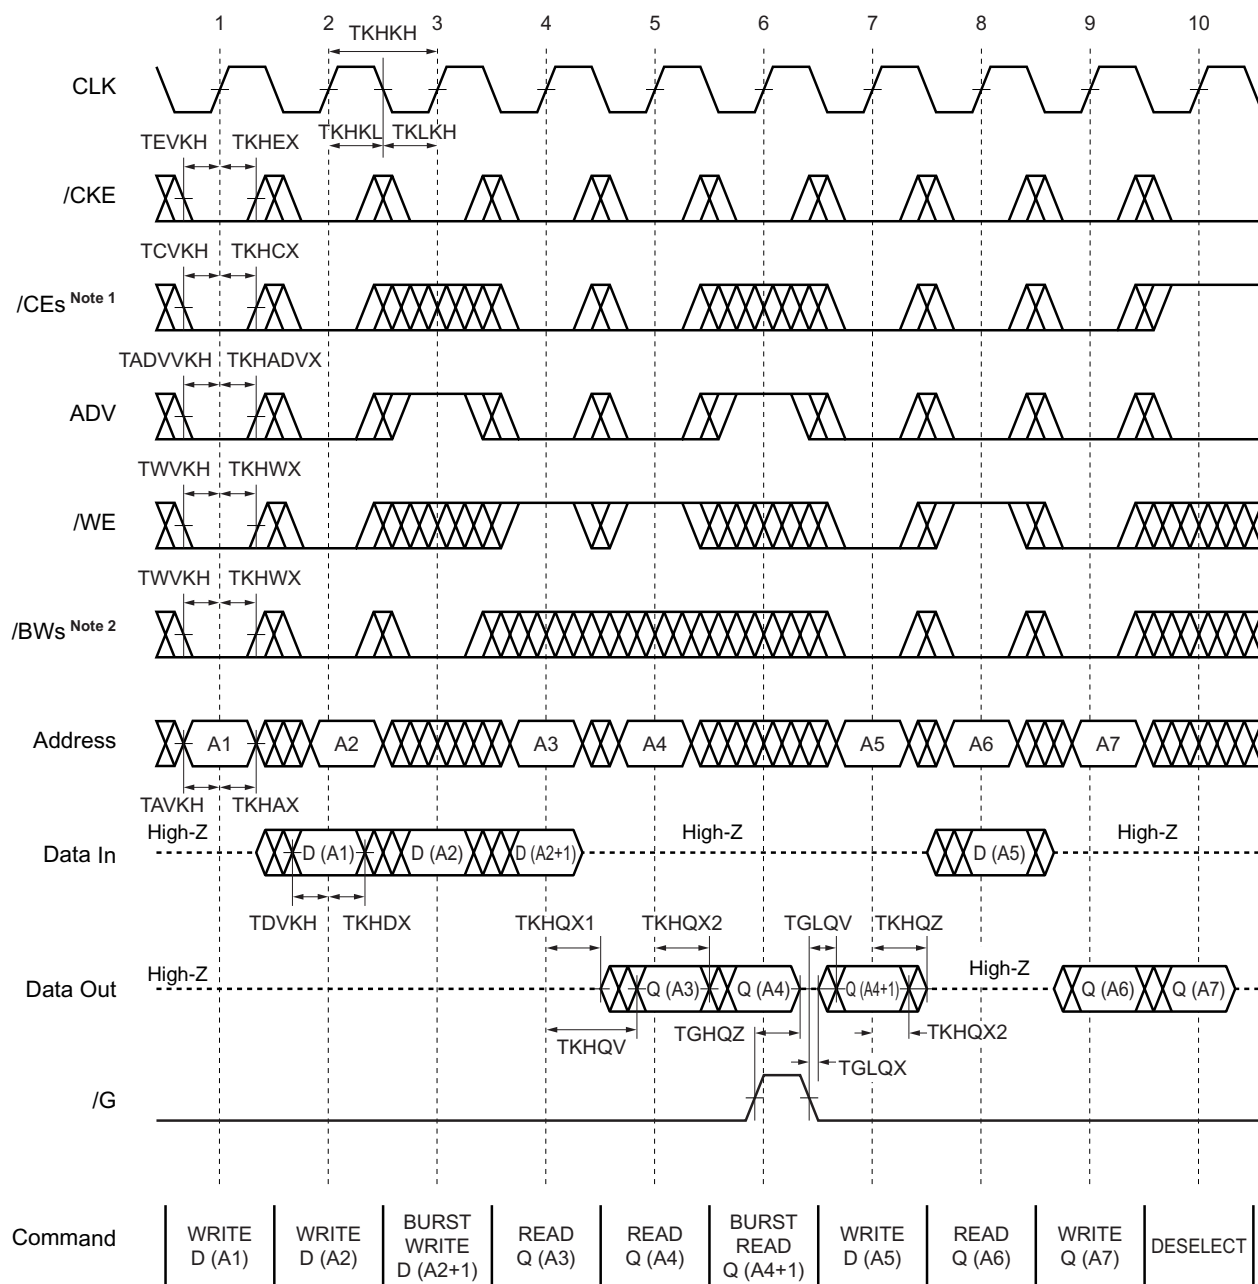 1 2 3 4 5 6 7 8 9 10
TKHKH
CLK
TKHKL TKLKH
TEVKH TKHEX
/CKE
TCVKH TKHCX
/CEs Note 1
TADVVKH TKHADVX
ADV
TWVKH TKHWX
/WE
TWVKH TKHWX
/BWs Note 2
Address A1 A2 A3 A4 A5 A6 A7
TAVKH TKHAX
High-Z High-Z High-Z
Data In D (A1) D (A2) D (A2+1) D (A5)
TDVKH TKHDX TKHQX1 TKHQX2 TGLQV TKHQZ
High-Z High-Z
Data Out Q (A3) Q (A4) Q (A4+1) Q (A6) Q (A7)
TKHQV TGHQZ TKHQX2
TGLQX
/G
Command
WRITE
D (A1)
WRITE
D (A2)
BURST
WRITE
D (A2+1)
READ
Q (A3)
READ
Q (A4)
BURST
READ
Q (A4+1)
WRITE
D (A5)
READ
Q (A6)
WRITE
Q (A7)
DESELECT